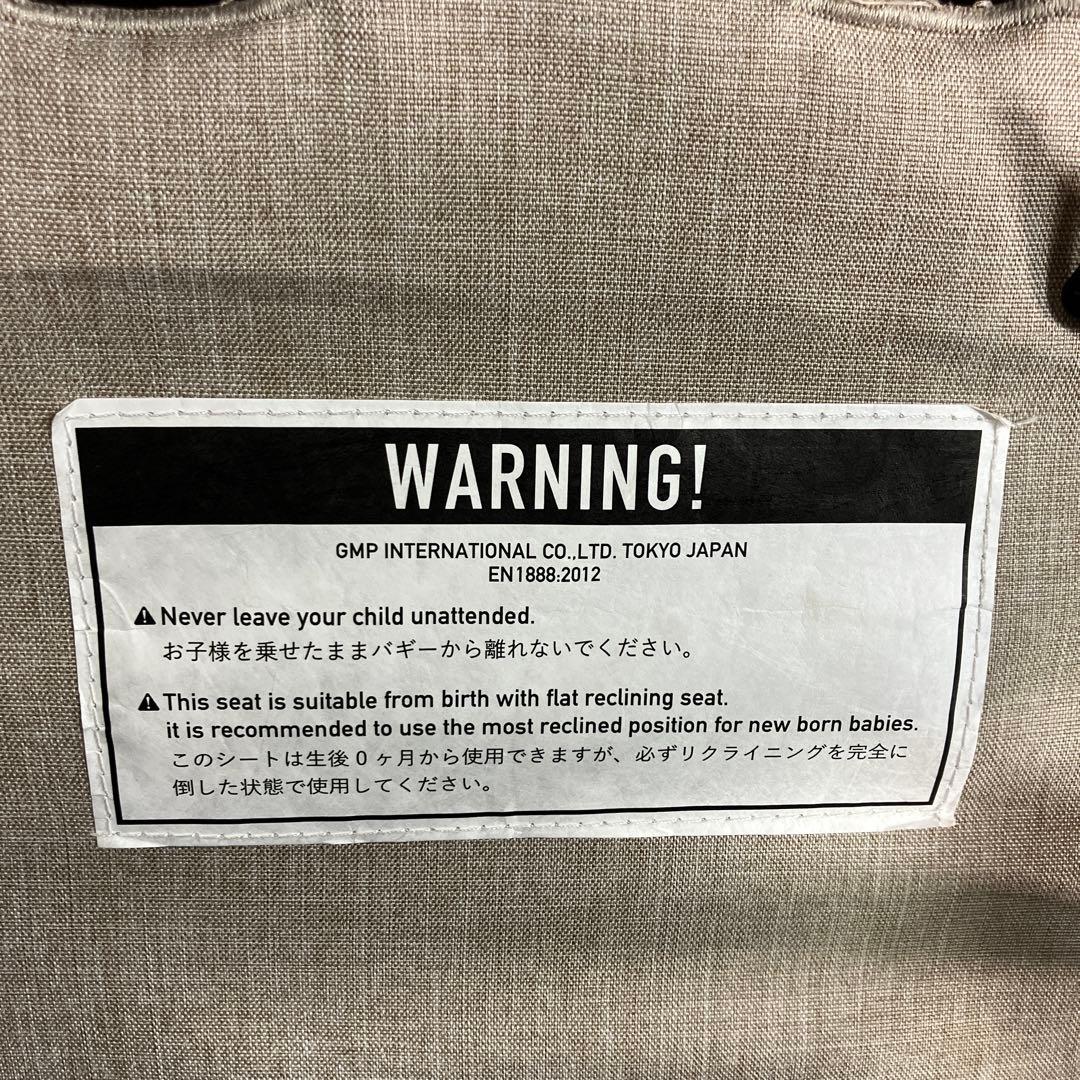 WARNING!
GMP INTERNATIONAL CO.,LTD. TOKYO JAPAN
EN1888:2012
Never leave your child unattended.
お子様を乗せたままバギーから離れないでください。
This seat is suitable from birth with flat reclining seat.
it is recommended to use the most reclined position for new born babies.
このシートは生後0ヶ月から使用できますが、必ずリクライニングを完全に
倒した状態で使用してください。